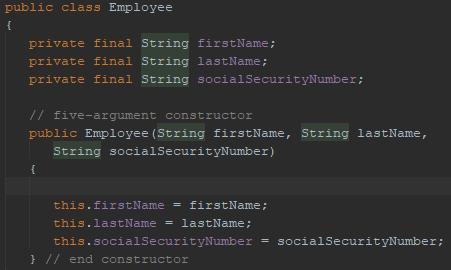 public class Employee
{
private final String firstName;
private final String lastName;
private final String socialSecurityNumber;
// five-argument constructor
public Employee(String firstName, String lastName,
String socialSecurityNumber)
{
this.firstName = firstName;
this.lastName = lastName;
this.socialSecurityNumber = socialSecurityNumber;
} // end constructor